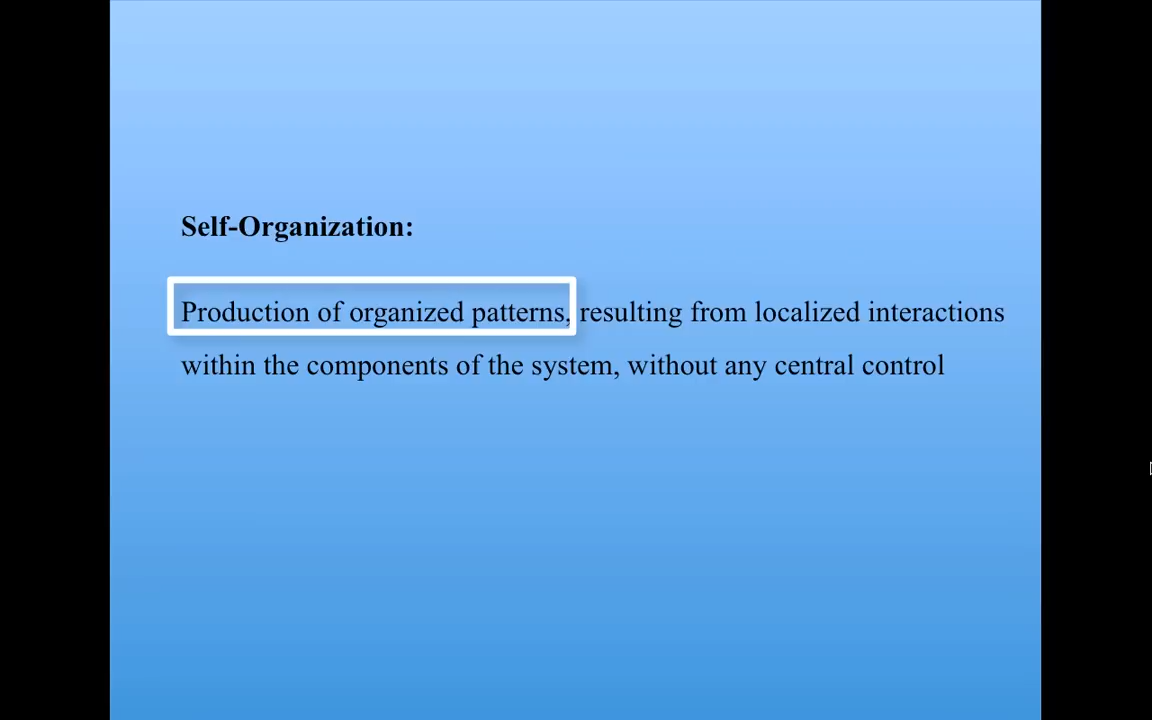 Self-Organization:
Production of organized patterns, resulting from localized interactions
within the components of the system, without any central control